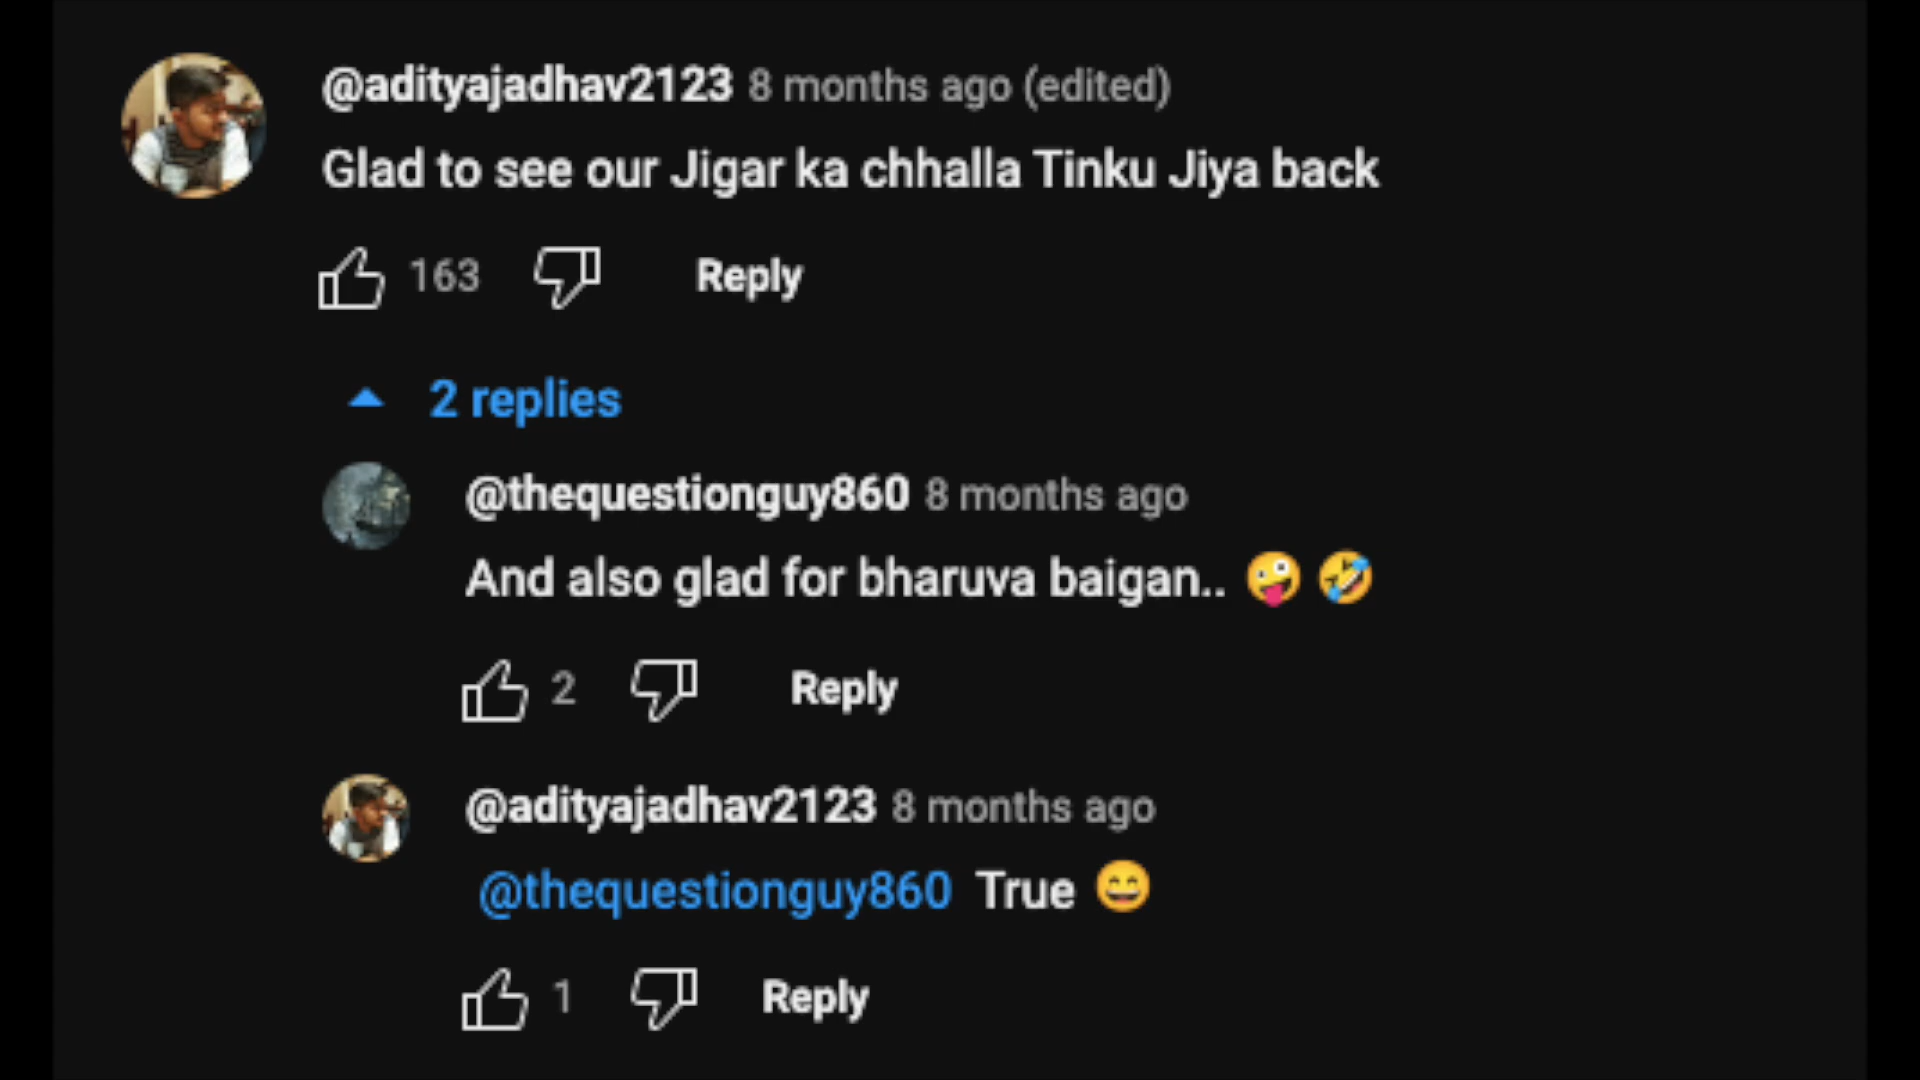 @adityajadhav2123 8 months ago (edited)
Glad to see our Jigar ka chhalla Tinku Jiya back
163 Reply
2 replies
@thequestionguy860 8 months ago
And also glad for bharuva baigan.. 🤪 🤣
2 Reply
@adityajadhav2123 8 months ago
@thequestionguy860 True 😄
1 Reply